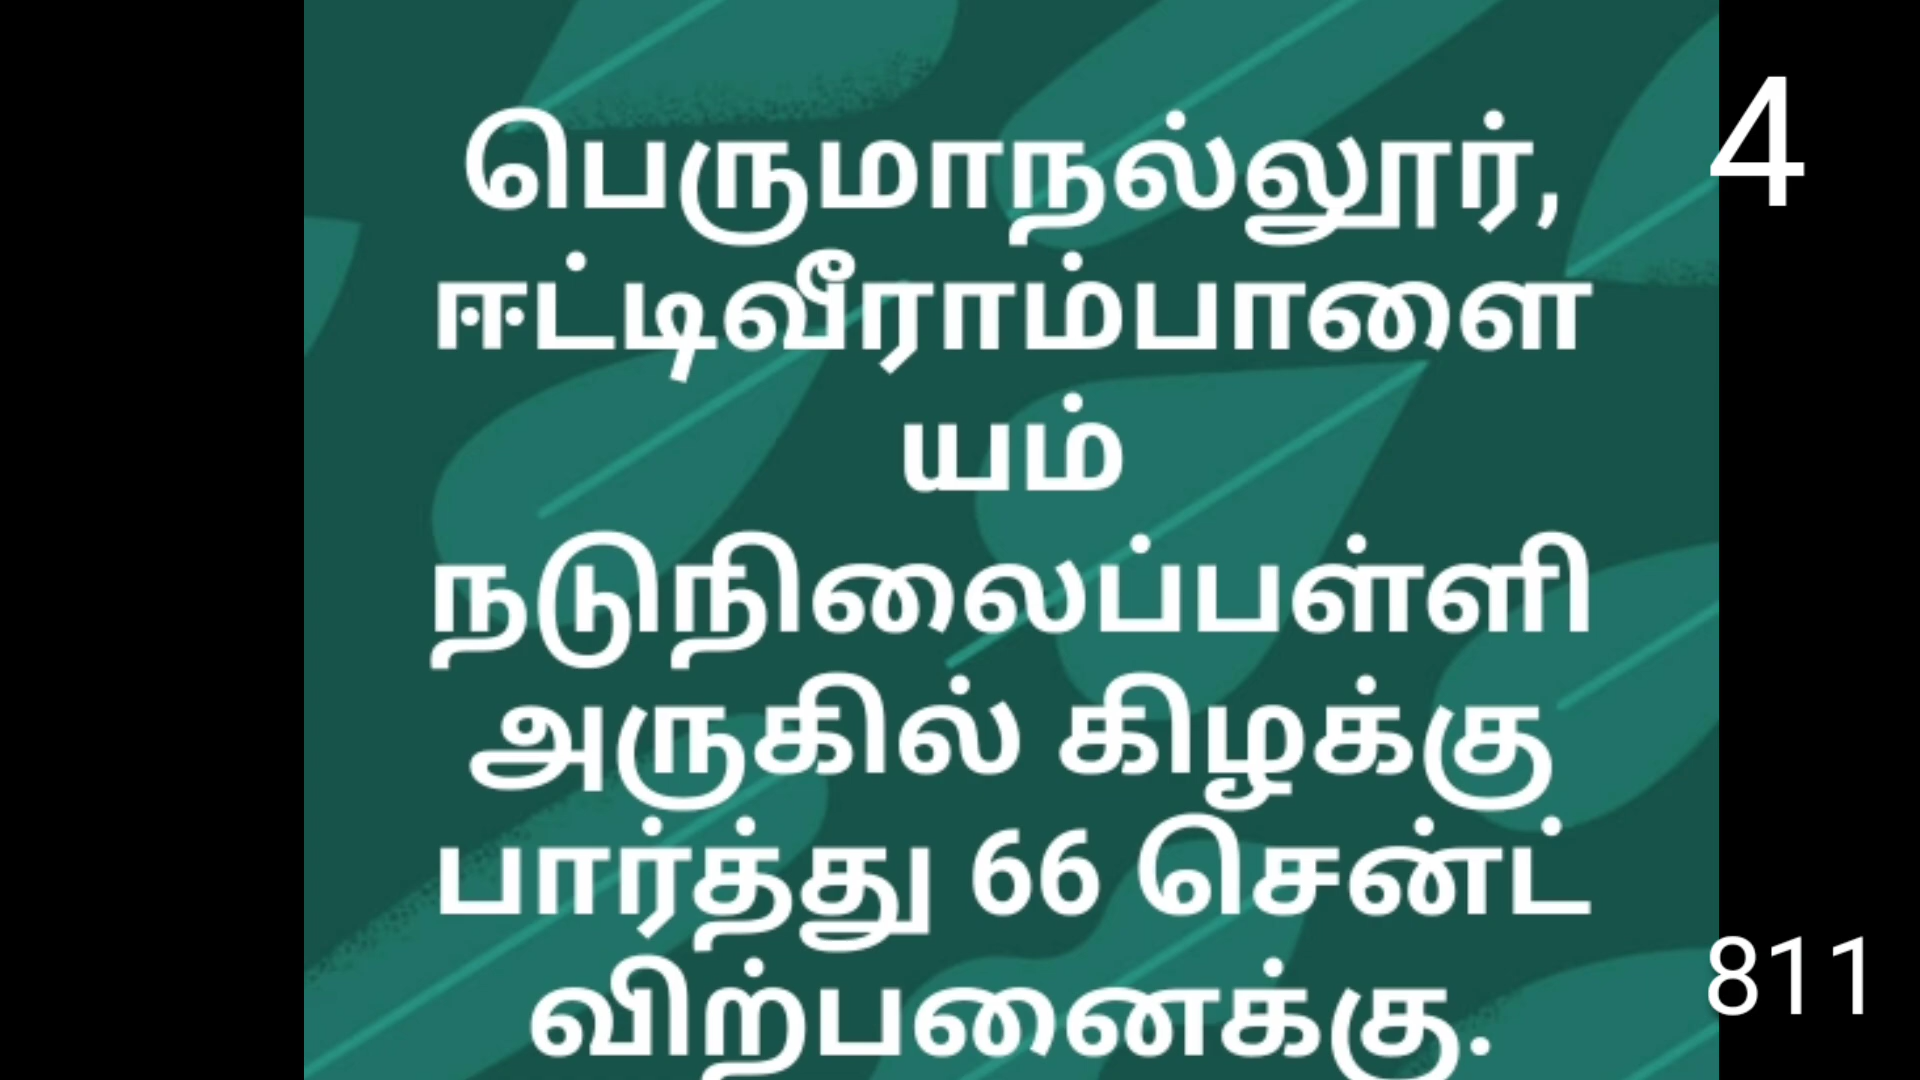 பெருமாநல்லூர்,
4
ஈட்டிவீராம்பாளை
யம்
நடுநிலைப்பள்ளி
அருகில் கிழக்கு
பார்த்து 66 சென்ட்
811
விற்பனைக்கு.